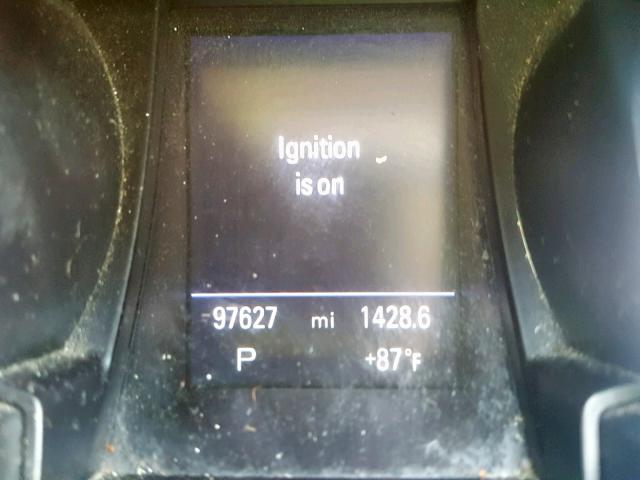 Ignition
is on
97627 mi 1428.6
P +87°F